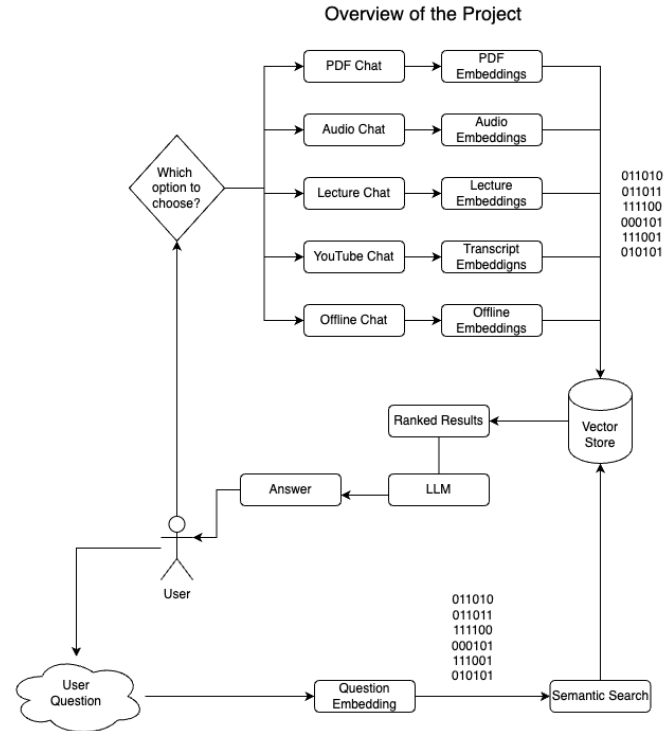 Overview of the Project
PDF Chat
PDF
Embeddings
Audio Chat
Audio
Embeddings
Which
option to
choose?
Lecture Chat
Lecture
Embeddings
YouTube Chat
Transcript
Embeddigns
Offline Chat
Offline
Embeddings
011010
011011
111100
000101
111001
010101
Ranked Results
Vector
Store
Answer
LLM
User
011010
011011
111100
000101
111001
010101
User
Question
Question
Embedding
Semantic Search